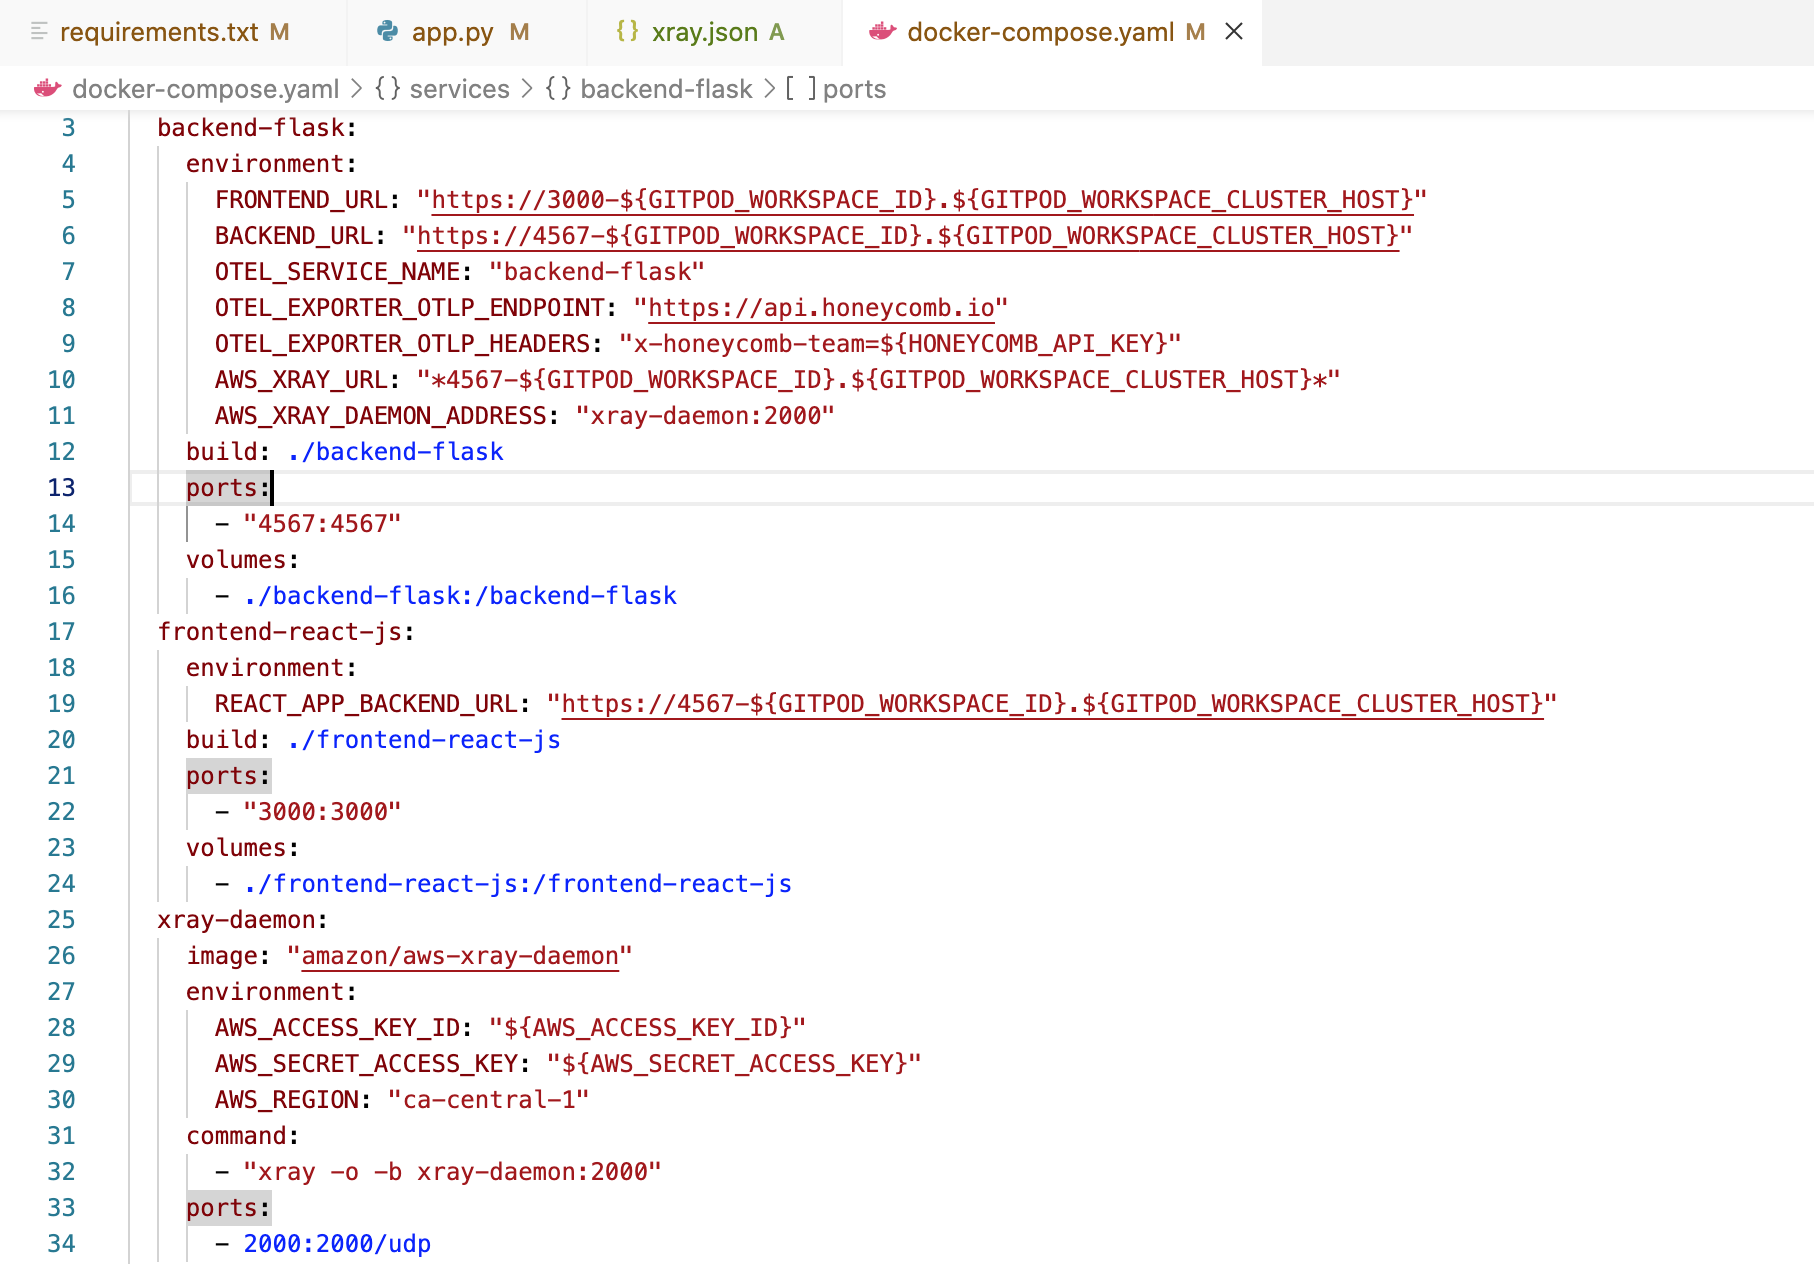 requirements.txt M app.py M {} xray.json A docker-compose.yaml M
docker-compose.yaml > {} services > {} backend-flask > [ ] ports
3 backend-flask:
4 environment:
5 FRONTEND_URL: "https://3000-${GITPOD_WORKSPACE_ID}.${GITPOD_WORKSPACE_CLUSTER_HOST}"
6 BACKEND_URL: "https://4567-${GITPOD_WORKSPACE_ID}.${GITPOD_WORKSPACE_CLUSTER_HOST}"
7 OTEL_SERVICE_NAME: "backend-flask"
8 OTEL_EXPORTER_OTLP_ENDPOINT: "https://api.honeycomb.io"
9 OTEL_EXPORTER_OTLP_HEADERS: "x-honeycomb-team=${HONEYCOMB_API_KEY}"
10 AWS_XRAY_URL: "*4567-${GITPOD_WORKSPACE_ID}.${GITPOD_WORKSPACE_CLUSTER_HOST}*"
11 AWS_XRAY_DAEMON_ADDRESS: "xray-daemon:2000"
12 build: ./backend-flask
13 ports:
14 - "4567:4567"
15 volumes:
16 - ./backend-flask:/backend-flask
17 frontend-react-js:
18 environment:
19 REACT_APP_BACKEND_URL: "https://4567-${GITPOD_WORKSPACE_ID}.${GITPOD_WORKSPACE_CLUSTER_HOST}"
20 build: ./frontend-react-js
21 ports:
22 - "3000:3000"
23 volumes:
24 - ./frontend-react-js:/frontend-react-js
25 xray-daemon:
26 image: "amazon/aws-xray-daemon"
27 environment:
28 AWS_ACCESS_KEY_ID: "${AWS_ACCESS_KEY_ID}"
29 AWS_SECRET_ACCESS_KEY: "${AWS_SECRET_ACCESS_KEY}"
30 AWS_REGION: "ca-central-1"
31 command:
32 - "xray -o -b xray-daemon:2000"
33 ports:
34 - 2000:2000/udp